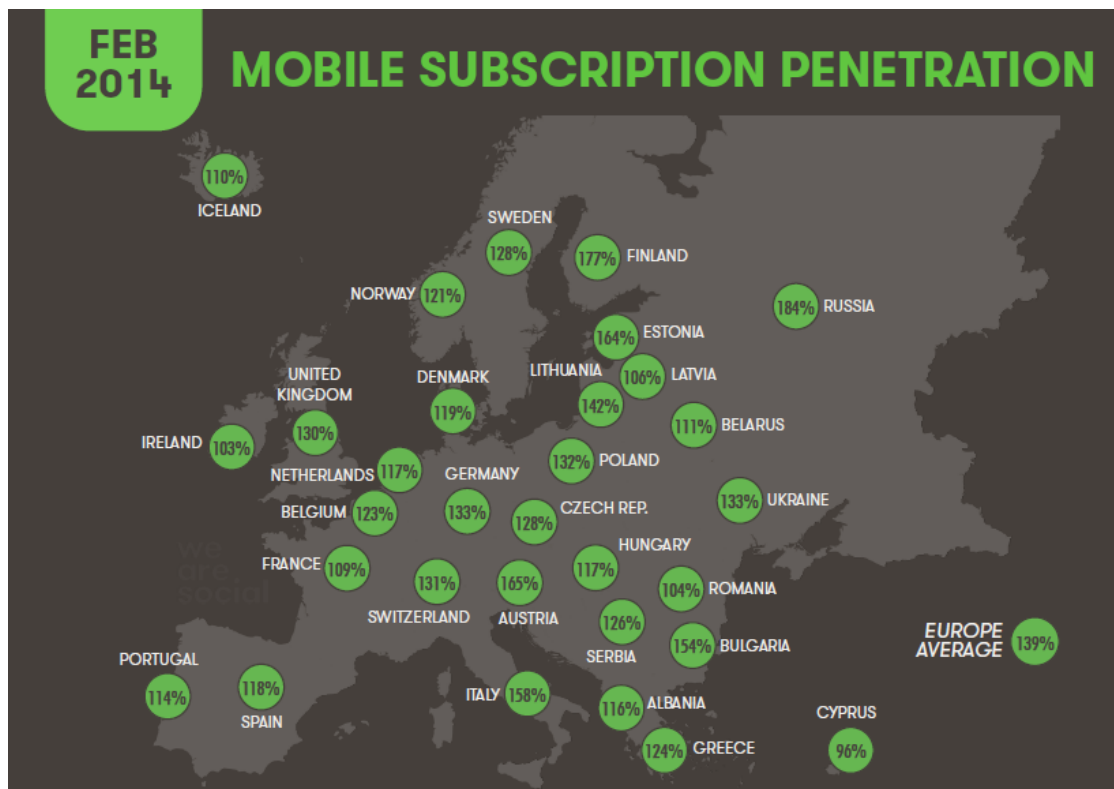 FEB
2014
MOBILE SUBSCRIPTION PENETRATION
110%
ICELAND
SWEDEN
128%
177% FINLAND
NORWAY 121%
184% RUSSIA
164% ESTONIA
LITHUANIA
142%
106% LATVIA
UNITED
KINGDOM
130%
DENMARK
119%
111% BELARUS
IRELAND 103%
NETHERLANDS 117%
GERMANY
133%
132% POLAND
BELGIUM 123%
128% CZECH REP.
133% UKRAINE
HUNGARY
117%
we
are
social
FRANCE 109%
131%
SWITZERLAND
165%
AUSTRIA
104% ROMANIA
126%
SERBIA
154% BULGARIA
EUROPE
AVERAGE
139%
PORTUGAL
114%
118%
SPAIN
ITALY 158%
116% ALBANIA
124% GREECE
CYPRUS
96%